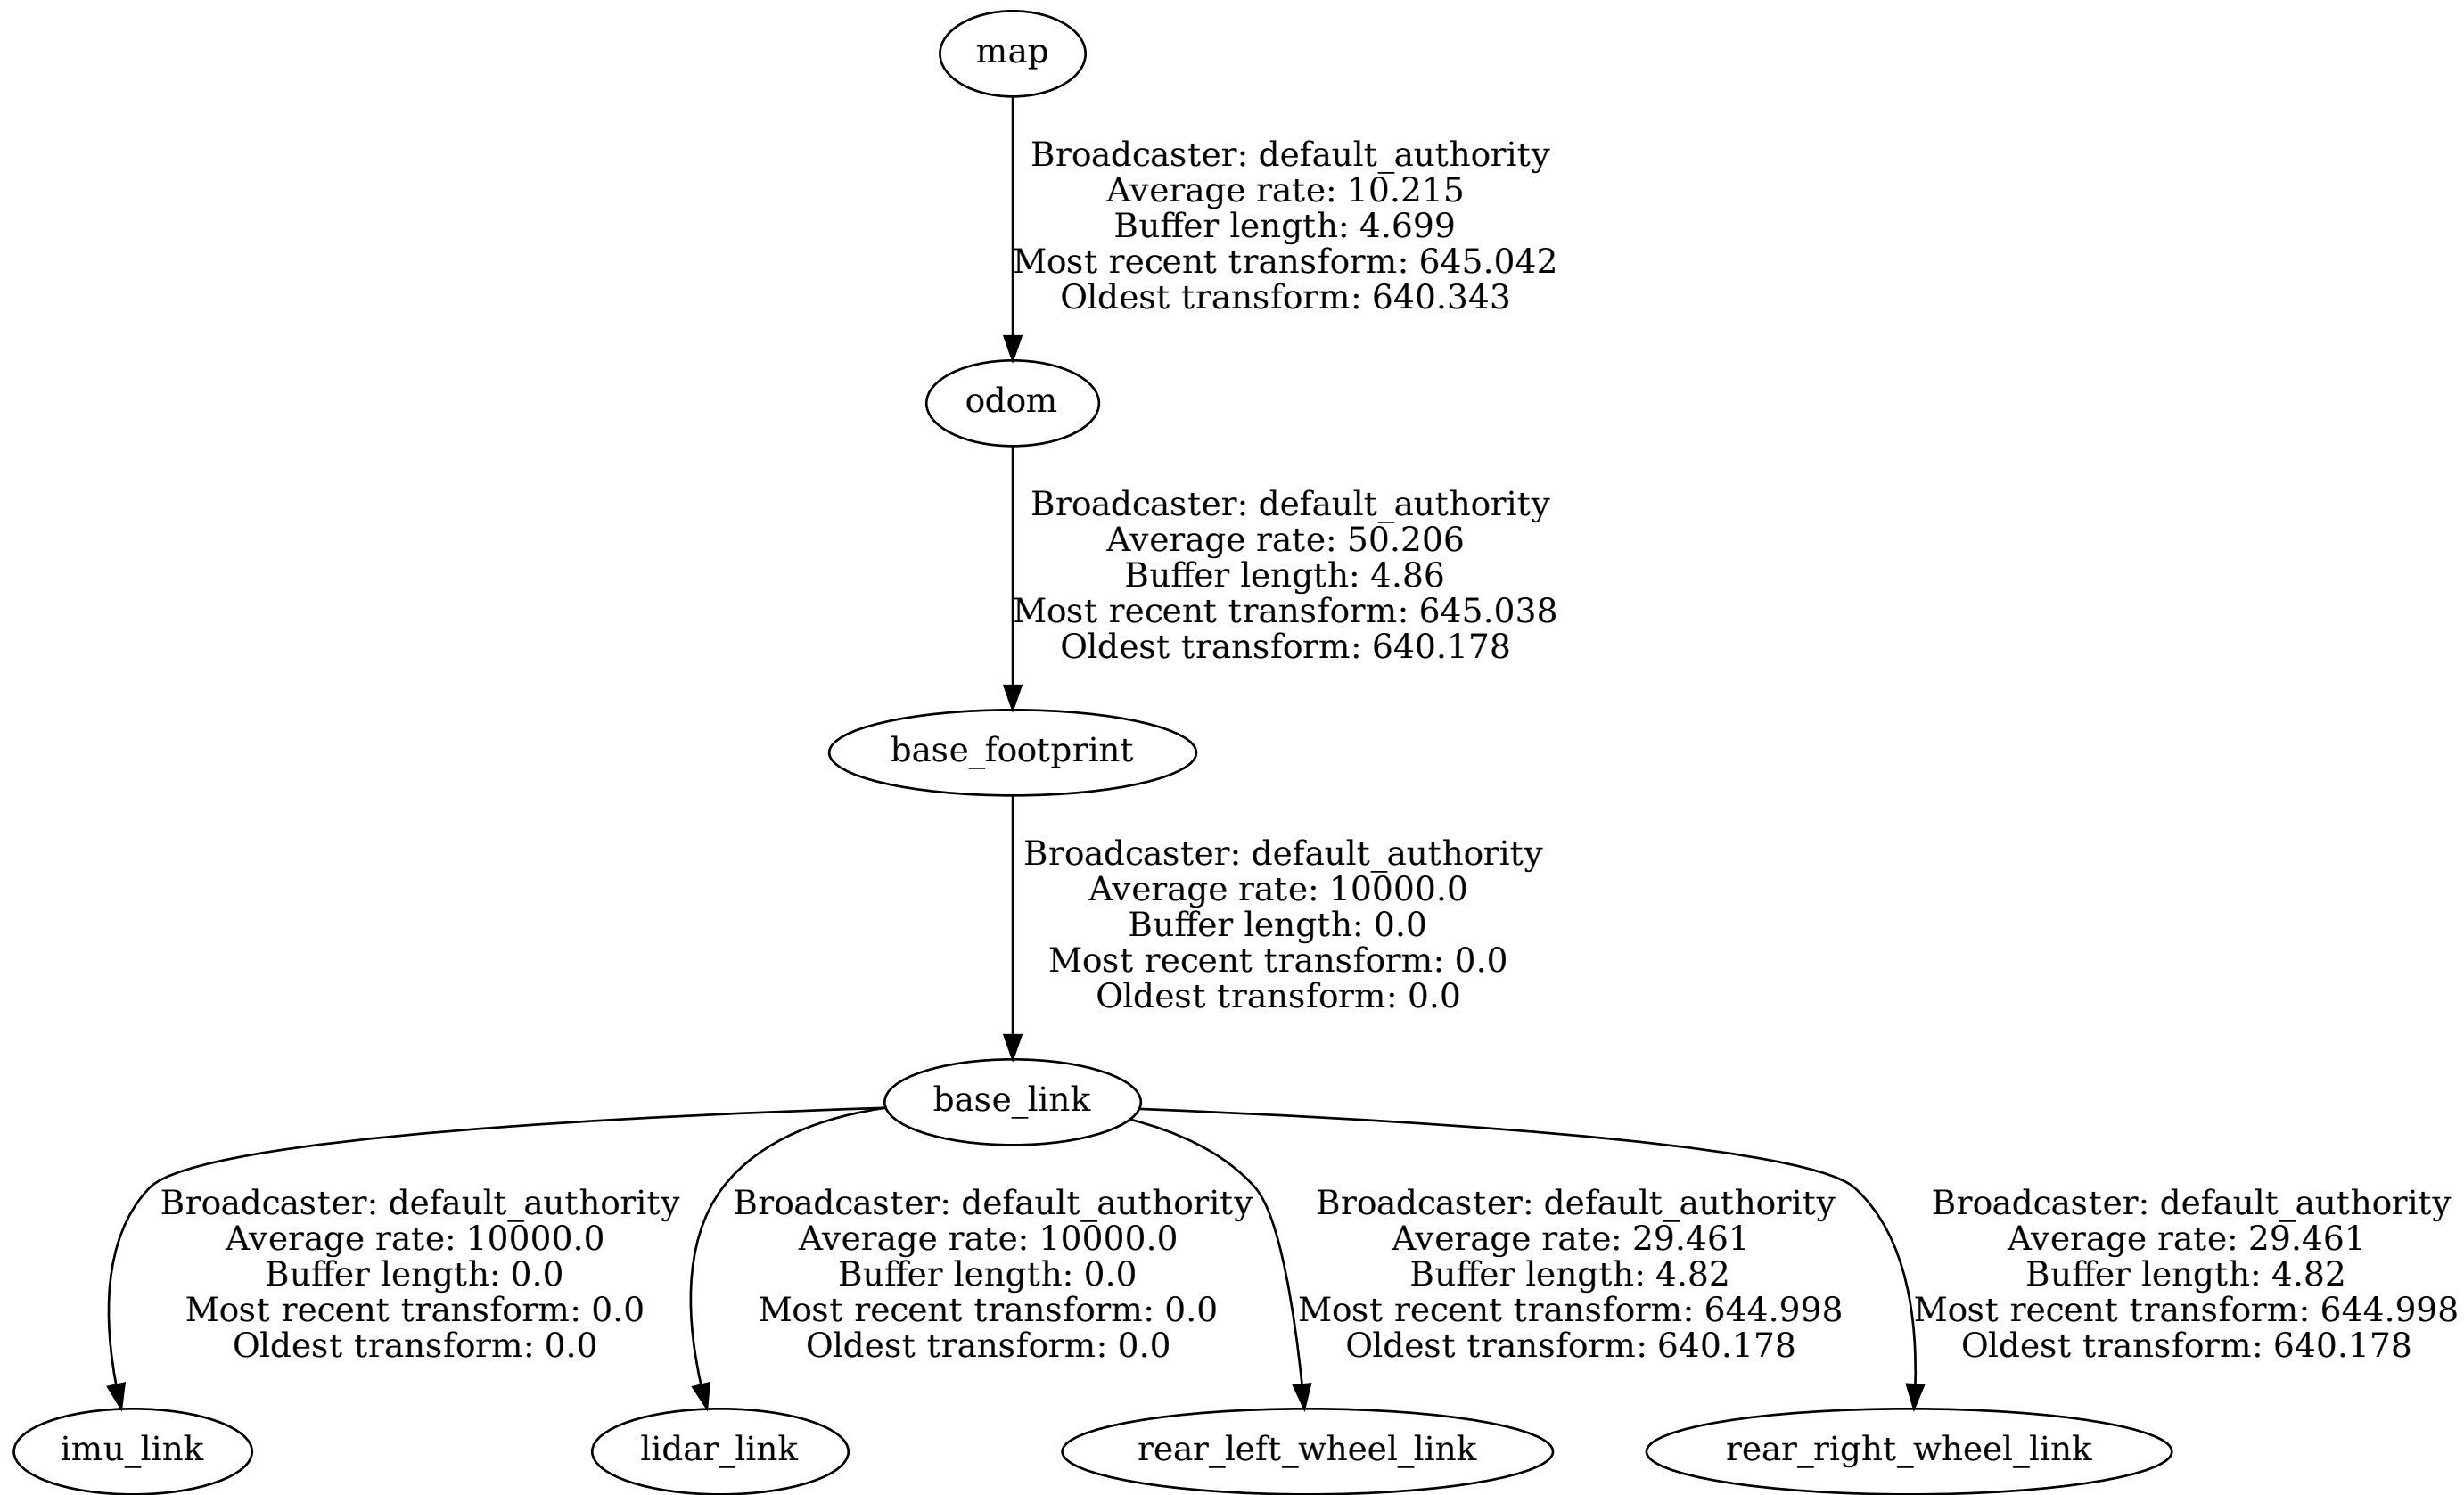 map
Broadcaster: default_authority
Average rate: 10.215
Buffer length: 4.699
Most recent transform: 645.042
Oldest transform: 640.343
odom
Broadcaster: default_authority
Average rate: 50.206
Buffer length: 4.86
Most recent transform: 645.038
Oldest transform: 640.178
base_footprint
Broadcaster: default_authority
Average rate: 10000.0
Buffer length: 0.0
Most recent transform: 0.0
Oldest transform: 0.0
base_link
Broadcaster: default_authority
Average rate: 10000.0
Buffer length: 0.0
Most recent transform: 0.0
Oldest transform: 0.0
Broadcaster: default_authority
Average rate: 10000.0
Buffer length: 0.0
Most recent transform: 0.0
Oldest transform: 0.0
Broadcaster: default_authority
Average rate: 29.461
Buffer length: 4.82
Most recent transform: 644.998
Oldest transform: 640.178
Broadcaster: default_authority
Average rate: 29.461
Buffer length: 4.82
Most recent transform: 644.998
Oldest transform: 640.178
imu_link
lidar_link
rear_left_wheel_link
rear_right_wheel_link